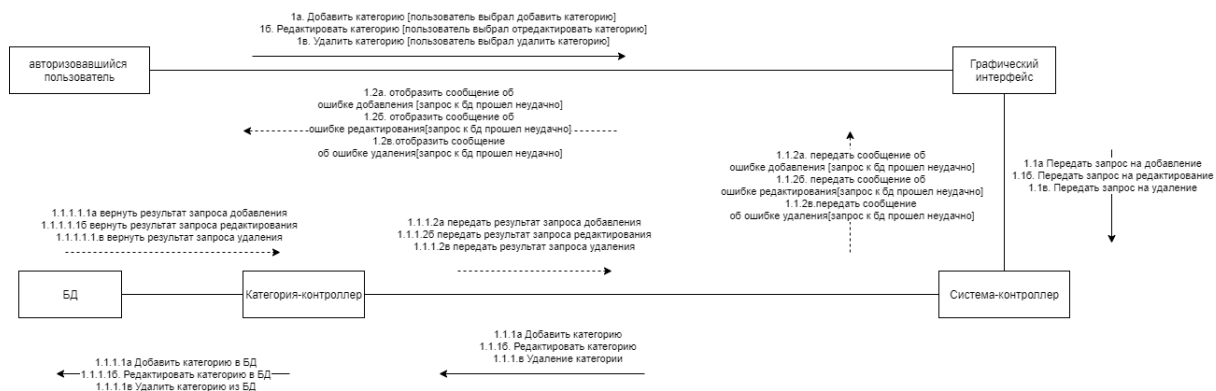 1а. Добавить категорию [пользователь выбрал добавить категорию]
1б. Редактировать категорию [пользователь выбрал отредактировать категорию]
1в. Удалить категорию [пользователь выбрал удалить категорию]
авторизовавшийся
пользователь
Графический
интерфейс
1.2а. отобразить сообщение об
ошибке добавления [запрос к бд прошел неудачно]
1.2б. отобразить сообщение об
ошибке редактирования[запрос к бд прошел неудачно]
1.2в.отобразить сообщение
об ошибке удаления[запрос к бд прошел неудачно]
1.1.2а. передать сообщение об
ошибке добавления [запрос к бд прошел неудачно]
1.1.2б. передать сообщение об
ошибке редактирования[запрос к бд прошел неудачно]
1.1.2в.передать сообщение
об ошибке удаления[запрос к бд прошел неудачно]
1.1а Передать запрос на добавление
1.1б. Передать запрос на редактирование
1.1в. Передать запрос на удаление
1.1.1.1.1а вернуть результат запроса добавления
1.1.1.1.1б вернуть результат запроса редактирования
1.1.1.1.1.в вернуть результат запроса удаления
1.1.1.2а передать результат запроса добавления
1.1.1.2б передать результат запроса редактирования
1.1.1.2в передать результат запроса удаления
БД
Категория-контроллер
Система-контроллер
1.1.1а Добавить категорию
1.1.1б. Редактировать категорию
1.1.1.в Удаление категории
1.1.1.1а Добавить категорию в БД
1.1.1.1б. Редактировать категорию в БД
1.1.1.1в Удалить категорию из БД